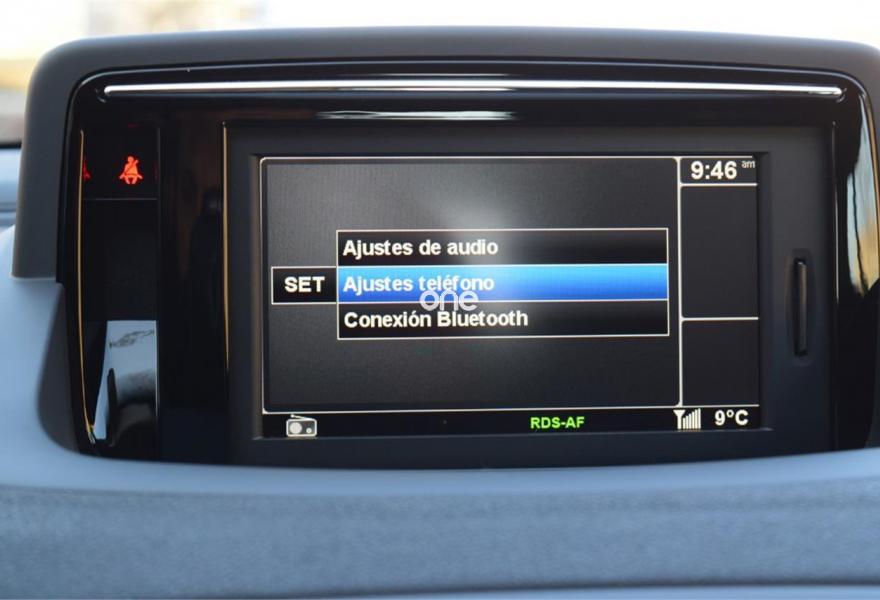 9:46 am
Ajustes de audio
SET
Ajustes teléfono
one
Conexión Bluetooth
RDS-AF
9°C